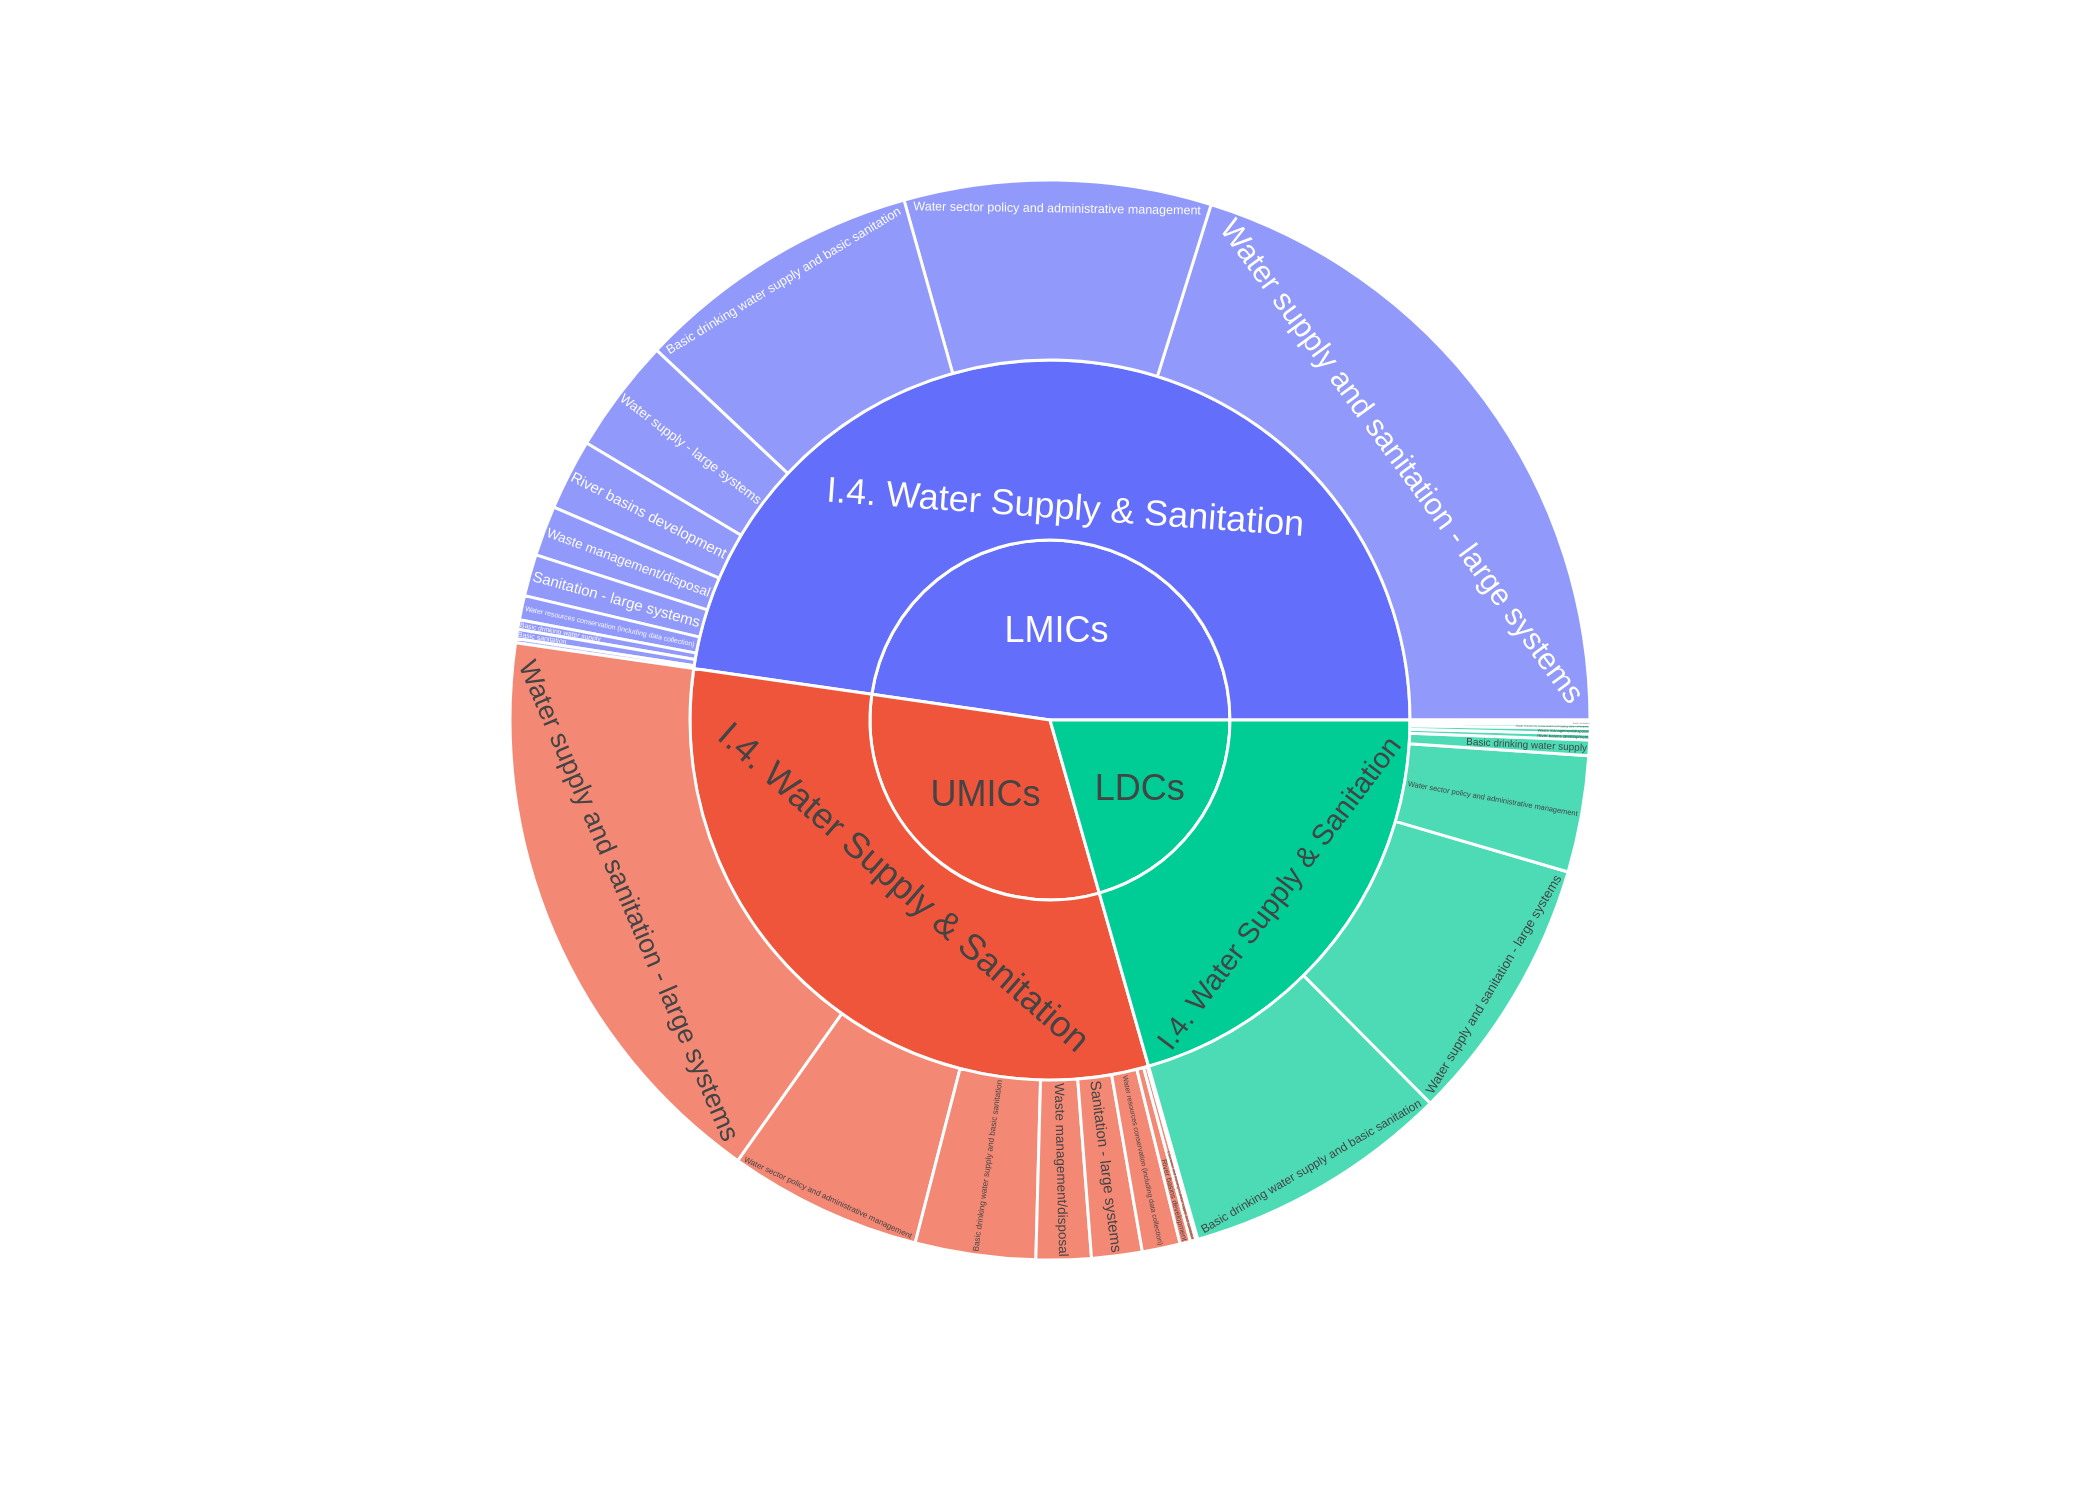 LMICs
I.4. Water Supply & Sanitation
Water supply and sanitation - large systems
Water sector policy and administrative management
Basic drinking water supply and basic sanitation
Water supply - large systems
River basins development
Waste management/disposal
Sanitation - large systems
Water resources conservation (including data collection)
Basic drinking water supply
Basic sanitation
UMICs
I.4. Water Supply & Sanitation
Water supply and sanitation - large systems
Water sector policy and administrative management
Basic drinking water supply and basic sanitation
Waste management/disposal
Sanitation - large systems
Water resources conservation (including data collection)
River basins development
LDCs
I.4. Water Supply & Sanitation
Basic drinking water supply and basic sanitation
Water supply and sanitation - large systems
Water sector policy and administrative management
Basic drinking water supply